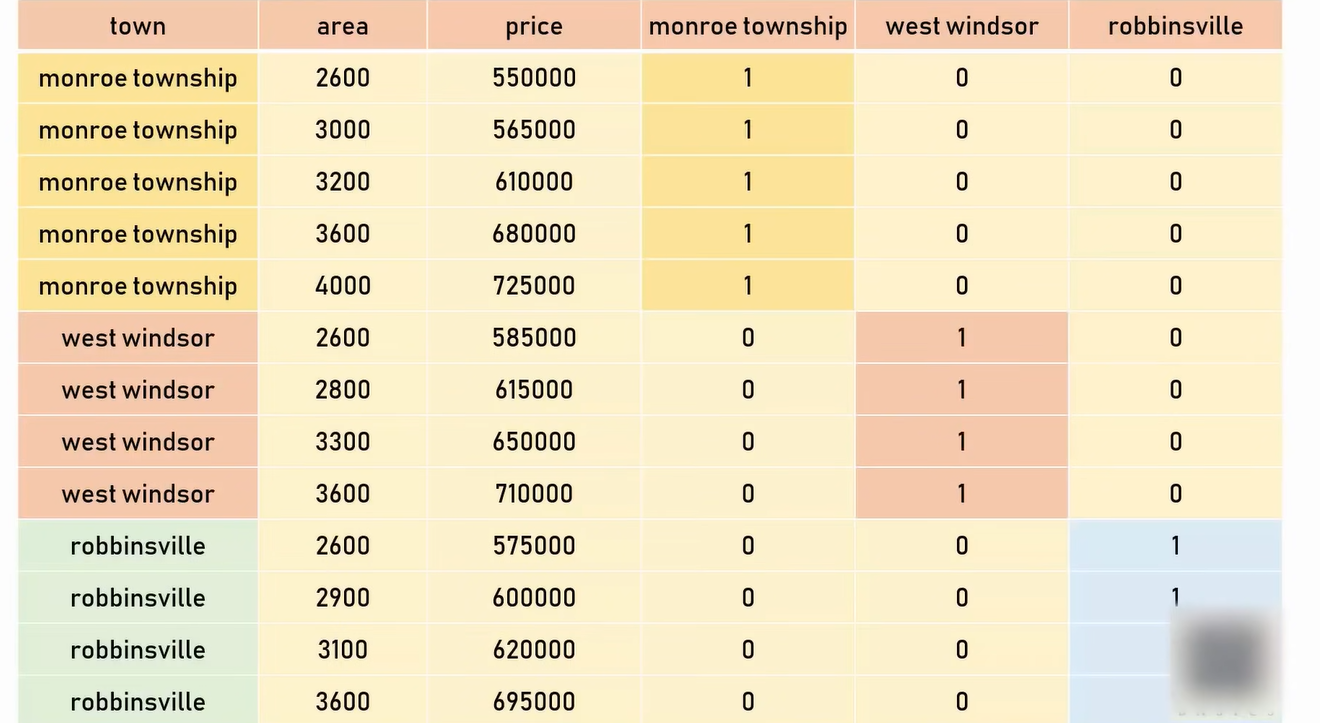 town area price monroe township west windsor robbinsville
monroe township 2600 550000 1 0 0
monroe township 3000 565000 1 0 0
monroe township 3200 610000 1 0 0
monroe township 3600 680000 1 0 0
monroe township 4000 725000 1 0 0
west windsor 2600 585000 0 1 0
west windsor 2800 615000 0 1 0
west windsor 3300 650000 0 1 0
west windsor 3600 710000 0 1 0
robbinsville 2600 575000 0 0 1
robbinsville 2900 600000 0 0 1
robbinsville 3100 620000 0 0
robbinsville 3600 695000 0 0